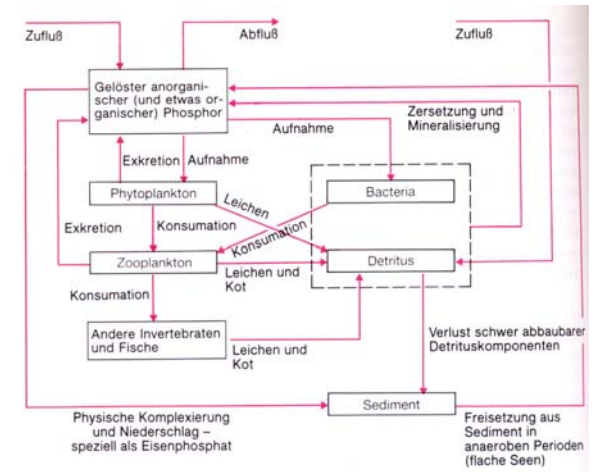 Zufluß
Abfluß
Zufluß
Gelöster anorgani-
scher (und etwas or-
ganischer) Phosphor
Zersetzung und
Mineralisierung
Aufnahme
Exkretion
Aufnahme
Phytoplankton
Leichen
Bacteria
Exkretion
Konsumation
Konsumation
Zooplankton
Detritus
Leichen und
Kot
Konsumation
Andere Invertebraten
und Fische
Leichen und
Kot
Verlust schwer abbaubarer
Detrituskomponenten
Sediment
Physische Komplexierung
und Niederschlag –
speziell als Eisenphosphat
Freisetzung aus
Sediment in
anaeroben Perioden
(flache Seen)